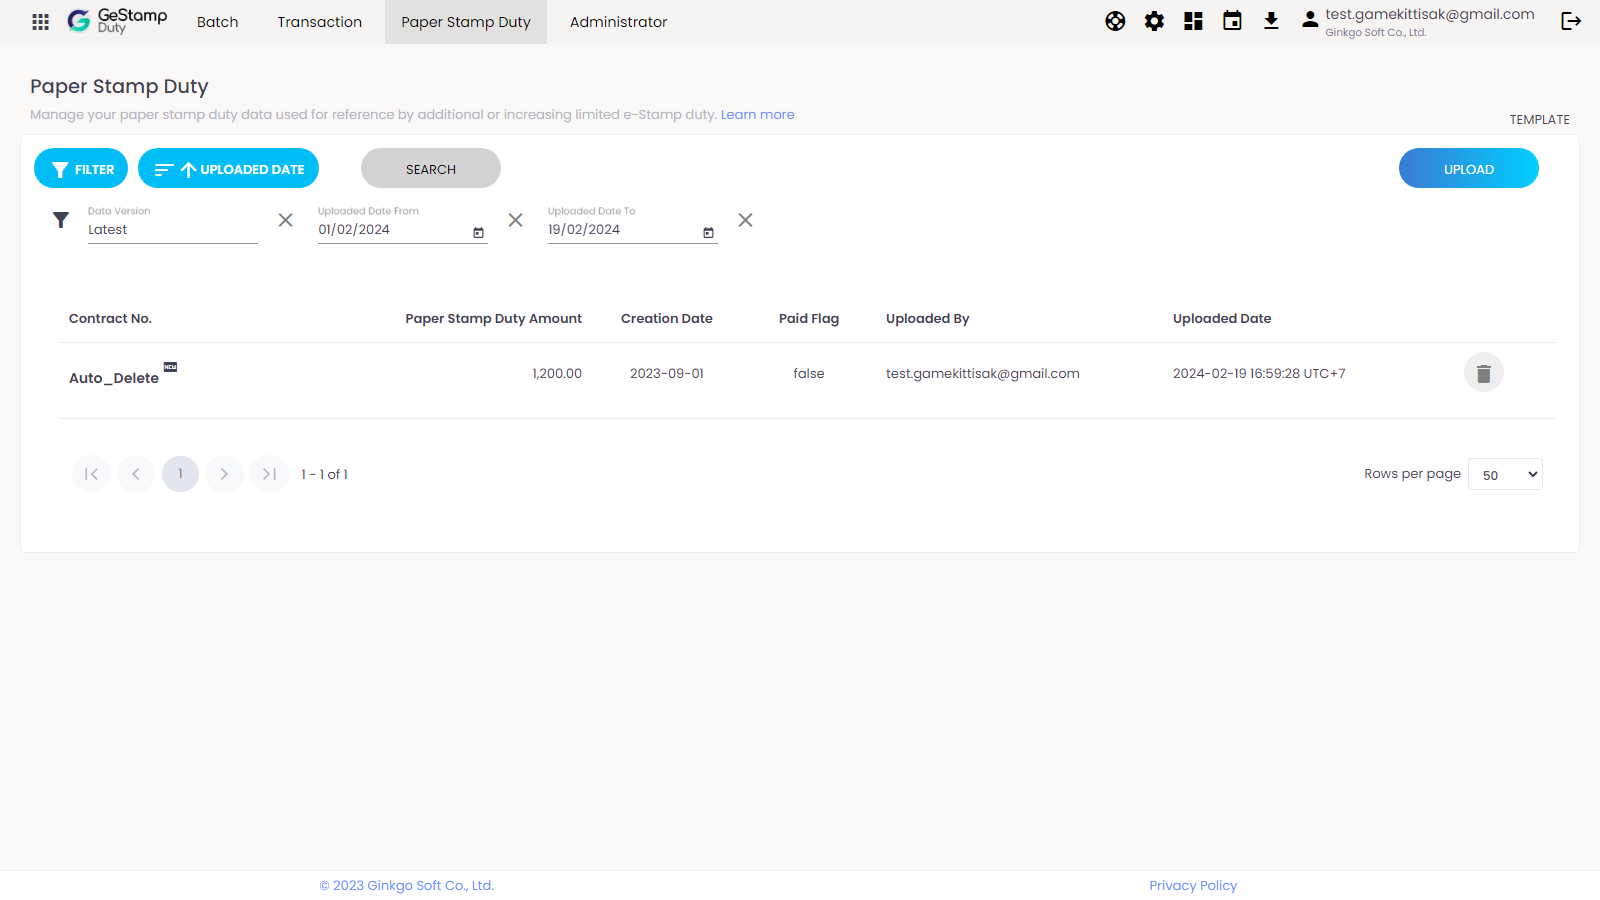 GeStamp
Duty
Batch
Transaction
Paper Stamp Duty
Administrator
test.gamekittisak@gmail.com
Ginkgo Soft Co., Ltd.
Paper Stamp Duty
Manage your paper stamp duty data used for reference by additional or increasing limited e-Stamp duty. Learn more
TEMPLATE
FILTER
UPLOADED DATE
SEARCH
UPLOAD
Data Version
Latest
Uploaded Date From
01/02/2024
Uploaded Date To
19/02/2024
Contract No. Paper Stamp Duty Amount Creation Date Paid Flag Uploaded By Uploaded Date
Auto_Delete NEW 1,200.00 2023-09-01 false test.gamekittisak@gmail.com 2024-02-19 16:59:28 UTC+7
1
1 - 1 of 1
Rows per page 50
© 2023 Ginkgo Soft Co., Ltd.
Privacy Policy